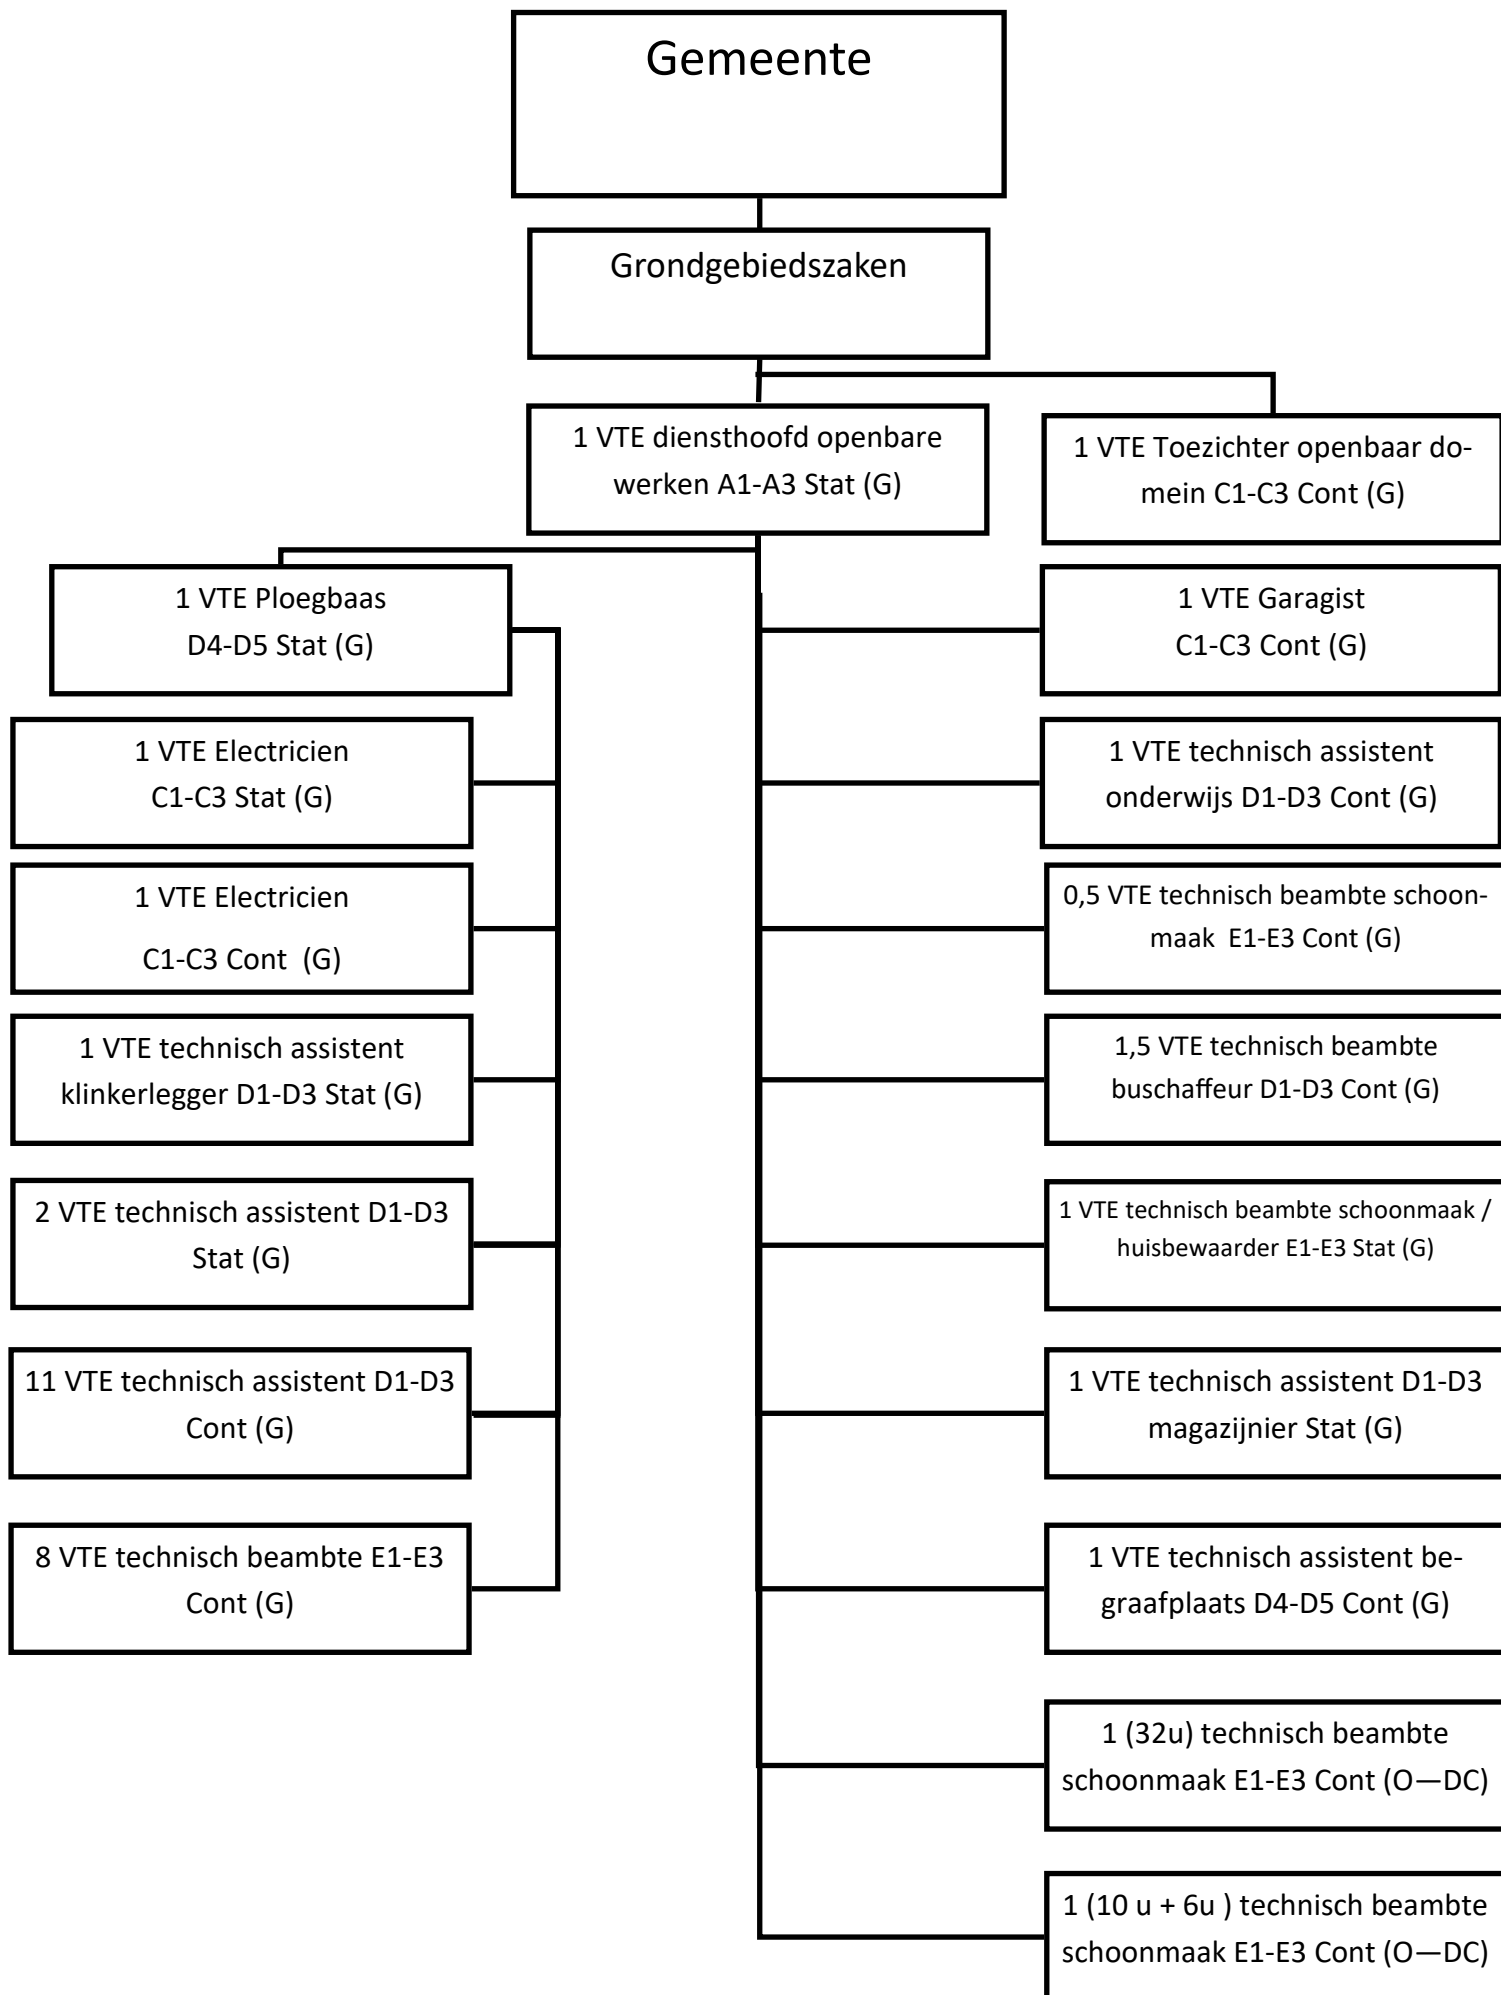 Gemeente
Grondgebiedszaken
1 VTE diensthoofd openbare
werken A1-A3 Stat (G)
1 VTE Toezichter openbaar do-
mein C1-C3 Cont (G)
1 VTE Ploegbaas
D4-D5 Stat (G)
1 VTE Garagist
C1-C3 Cont (G)
1 VTE Electricien
C1-C3 Stat (G)
1 VTE technisch assistent
onderwijs D1-D3 Cont (G)
1 VTE Electricien
C1-C3 Cont  (G)
0,5 VTE technisch beambte schoon-
maak  E1-E3 Cont (G)
1 VTE technisch assistent
klinkerlegger D1-D3 Stat (G)
1,5 VTE technisch beambte
buschaffeur D1-D3 Cont (G)
2 VTE technisch assistent D1-D3
Stat (G)
1 VTE technisch beambte schoonmaak /
huisbewaarder E1-E3 Stat (G)
11 VTE technisch assistent D1-D3
Cont (G)
1 VTE technisch assistent D1-D3
magazijnier Stat (G)
8 VTE technisch beambte E1-E3
Cont (G)
1 VTE technisch assistent be-
graafplaats D4-D5 Cont (G)
1 (32u) technisch beambte
schoonmaak E1-E3 Cont (O—DC)
1 (10 u + 6u ) technisch beambte
schoonmaak E1-E3 Cont (O—DC)